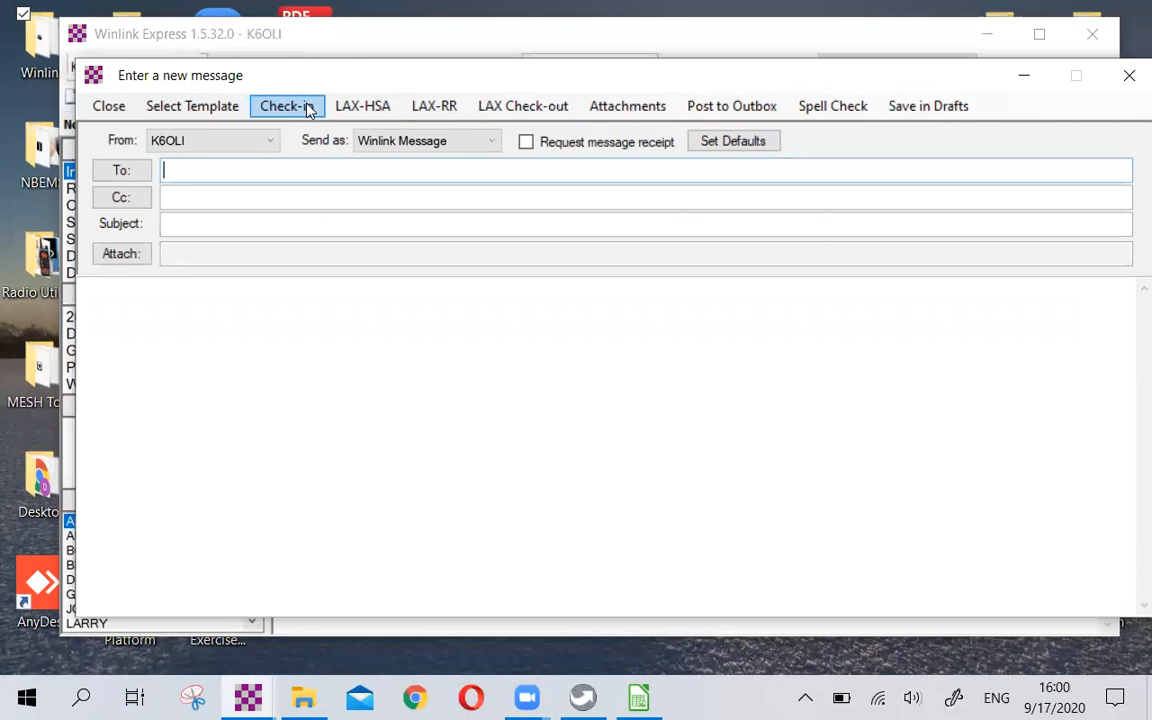 PDF
Winlin
Winlink Express 1.5.32.0 - K6OLI
Enter a new message
Close Select Template Check-i LAX-HSA LAX-RR LAX Check-out Attachments Post to Outbox Spell Check Save in Drafts
From: K6OLI Send as: Winlink Message Request message receipt Set Defaults
To:
Cc:
Subject:
Attach:
NBEM
Radio Uti
MESH To
Deskto
AnyDes
LARRY
Platform
Exercise...
ENG
16:00
9/17/2020